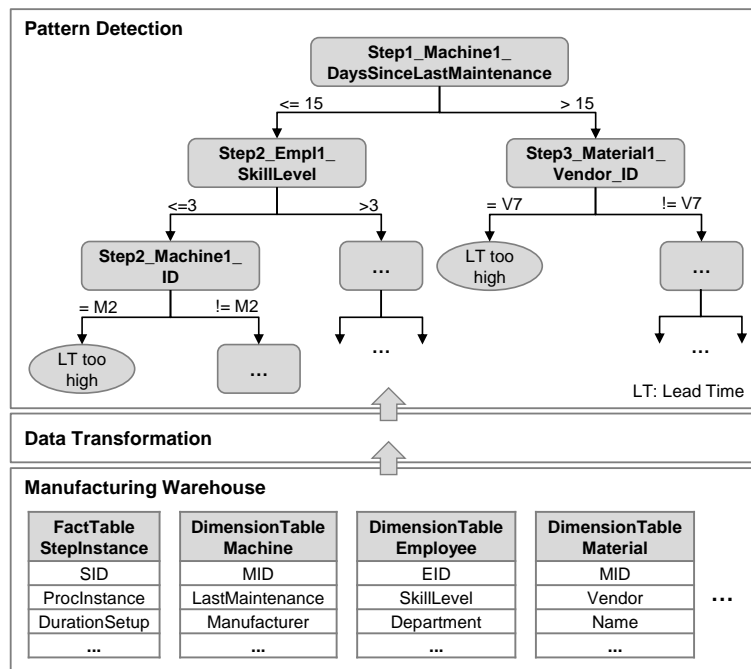 Pattern Detection
Step1_Machine1_
DaysSinceLastMaintenance
<= 15
> 15
Step2_Empl1_
SkillLevel
Step3_Material1_
Vendor_ID
<=3
>3
= V7
!= V7
Step2_Machine1_
ID
...
LT too
high
...
= M2
!= M2
LT too
high
...
...
...
LT: Lead Time
Data Transformation
Manufacturing Warehouse
FactTable
StepInstance
SID
ProcInstance
DurationSetup
...
DimensionTable
Machine
MID
LastMaintenance
Manufacturer
...
DimensionTable
Employee
EID
SkillLevel
Department
...
DimensionTable
Material
MID
Vendor
Name
...
...